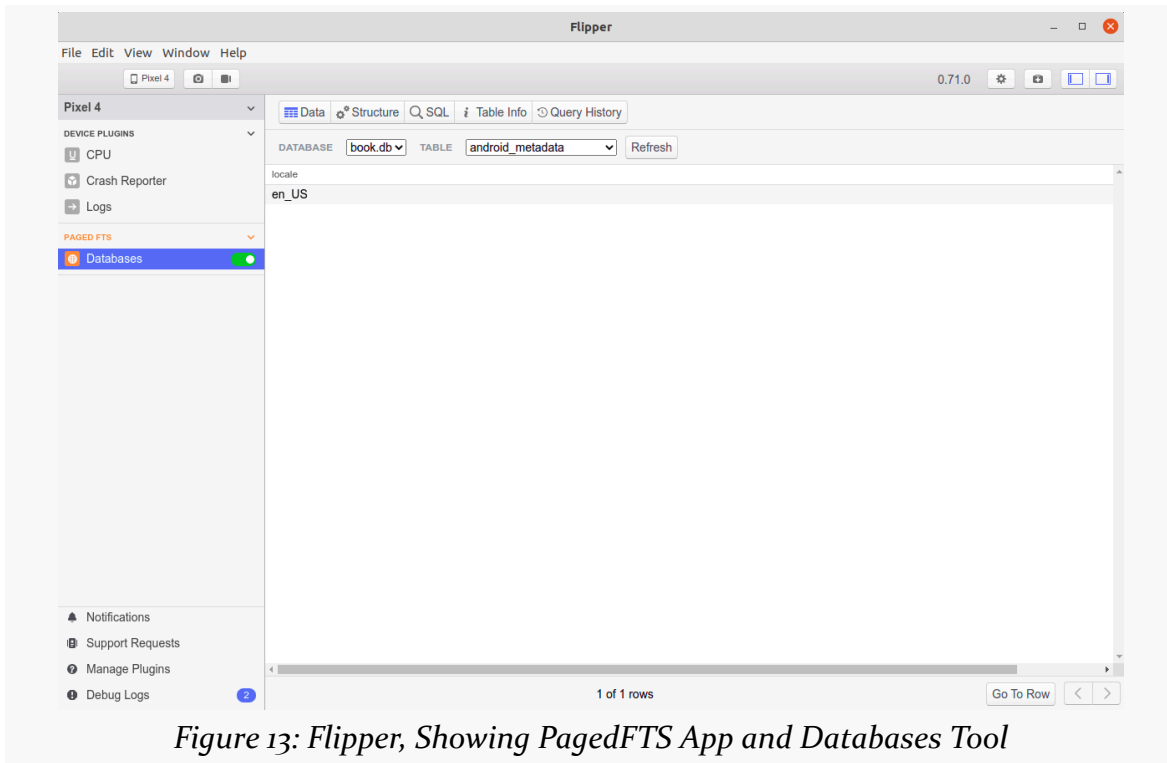 Flipper
File Edit View Window Help
Pixel 4
0.71.0
Pixel 4
DEVICE PLUGINS
CPU
Crash Reporter
Logs
PAGED FTS
Databases
Data Structure SQL Table Info Query History
DATABASE book.db TABLE android_metadata Refresh
locale
en_US
Notifications
Support Requests
Manage Plugins
Debug Logs 2
1 of 1 rows
Go To Row
Figure 13: Flipper, Showing PagedFTS App and Databases Tool